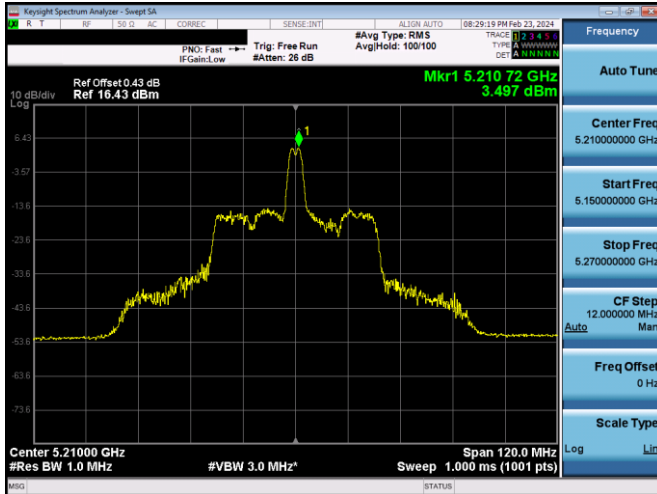 Keysight Spectrum Analyzer - Swept SA
R T RF 50 Ω AC CORREC SENSE:INT ALIGN AUTO 08:29:19 PM Feb 23, 2024
#Avg Type: RMS
TRACE 1 2 3 4 5 6
PNO: Fast Trig: Free Run Avg|Hold: 100/100 TYPE A WWWWW
IFGain:Low #Atten: 26 dB DET A N N N N N
Mkr1 5.210 72 GHz
3.497 dBm
Ref Offset 0.43 dB
10 dB/div Ref 16.43 dBm
Log
1
6.43
-3.57
-13.6
-23.6
-33.6
-43.6
-53.6
-63.6
-73.6
Center 5.21000 GHz Span 120.0 MHz
#Res BW 1.0 MHz #VBW 3.0 MHz* Sweep 1.000 ms (1001 pts)
MSG STATUS
Frequency
Auto Tune
Center Freq
5.210000000 GHz
Start Freq
5.150000000 GHz
Stop Freq
5.270000000 GHz
CF Step
12.000000 MHz
Auto Man
Freq Offset
0 Hz
Scale Type
Log Lin